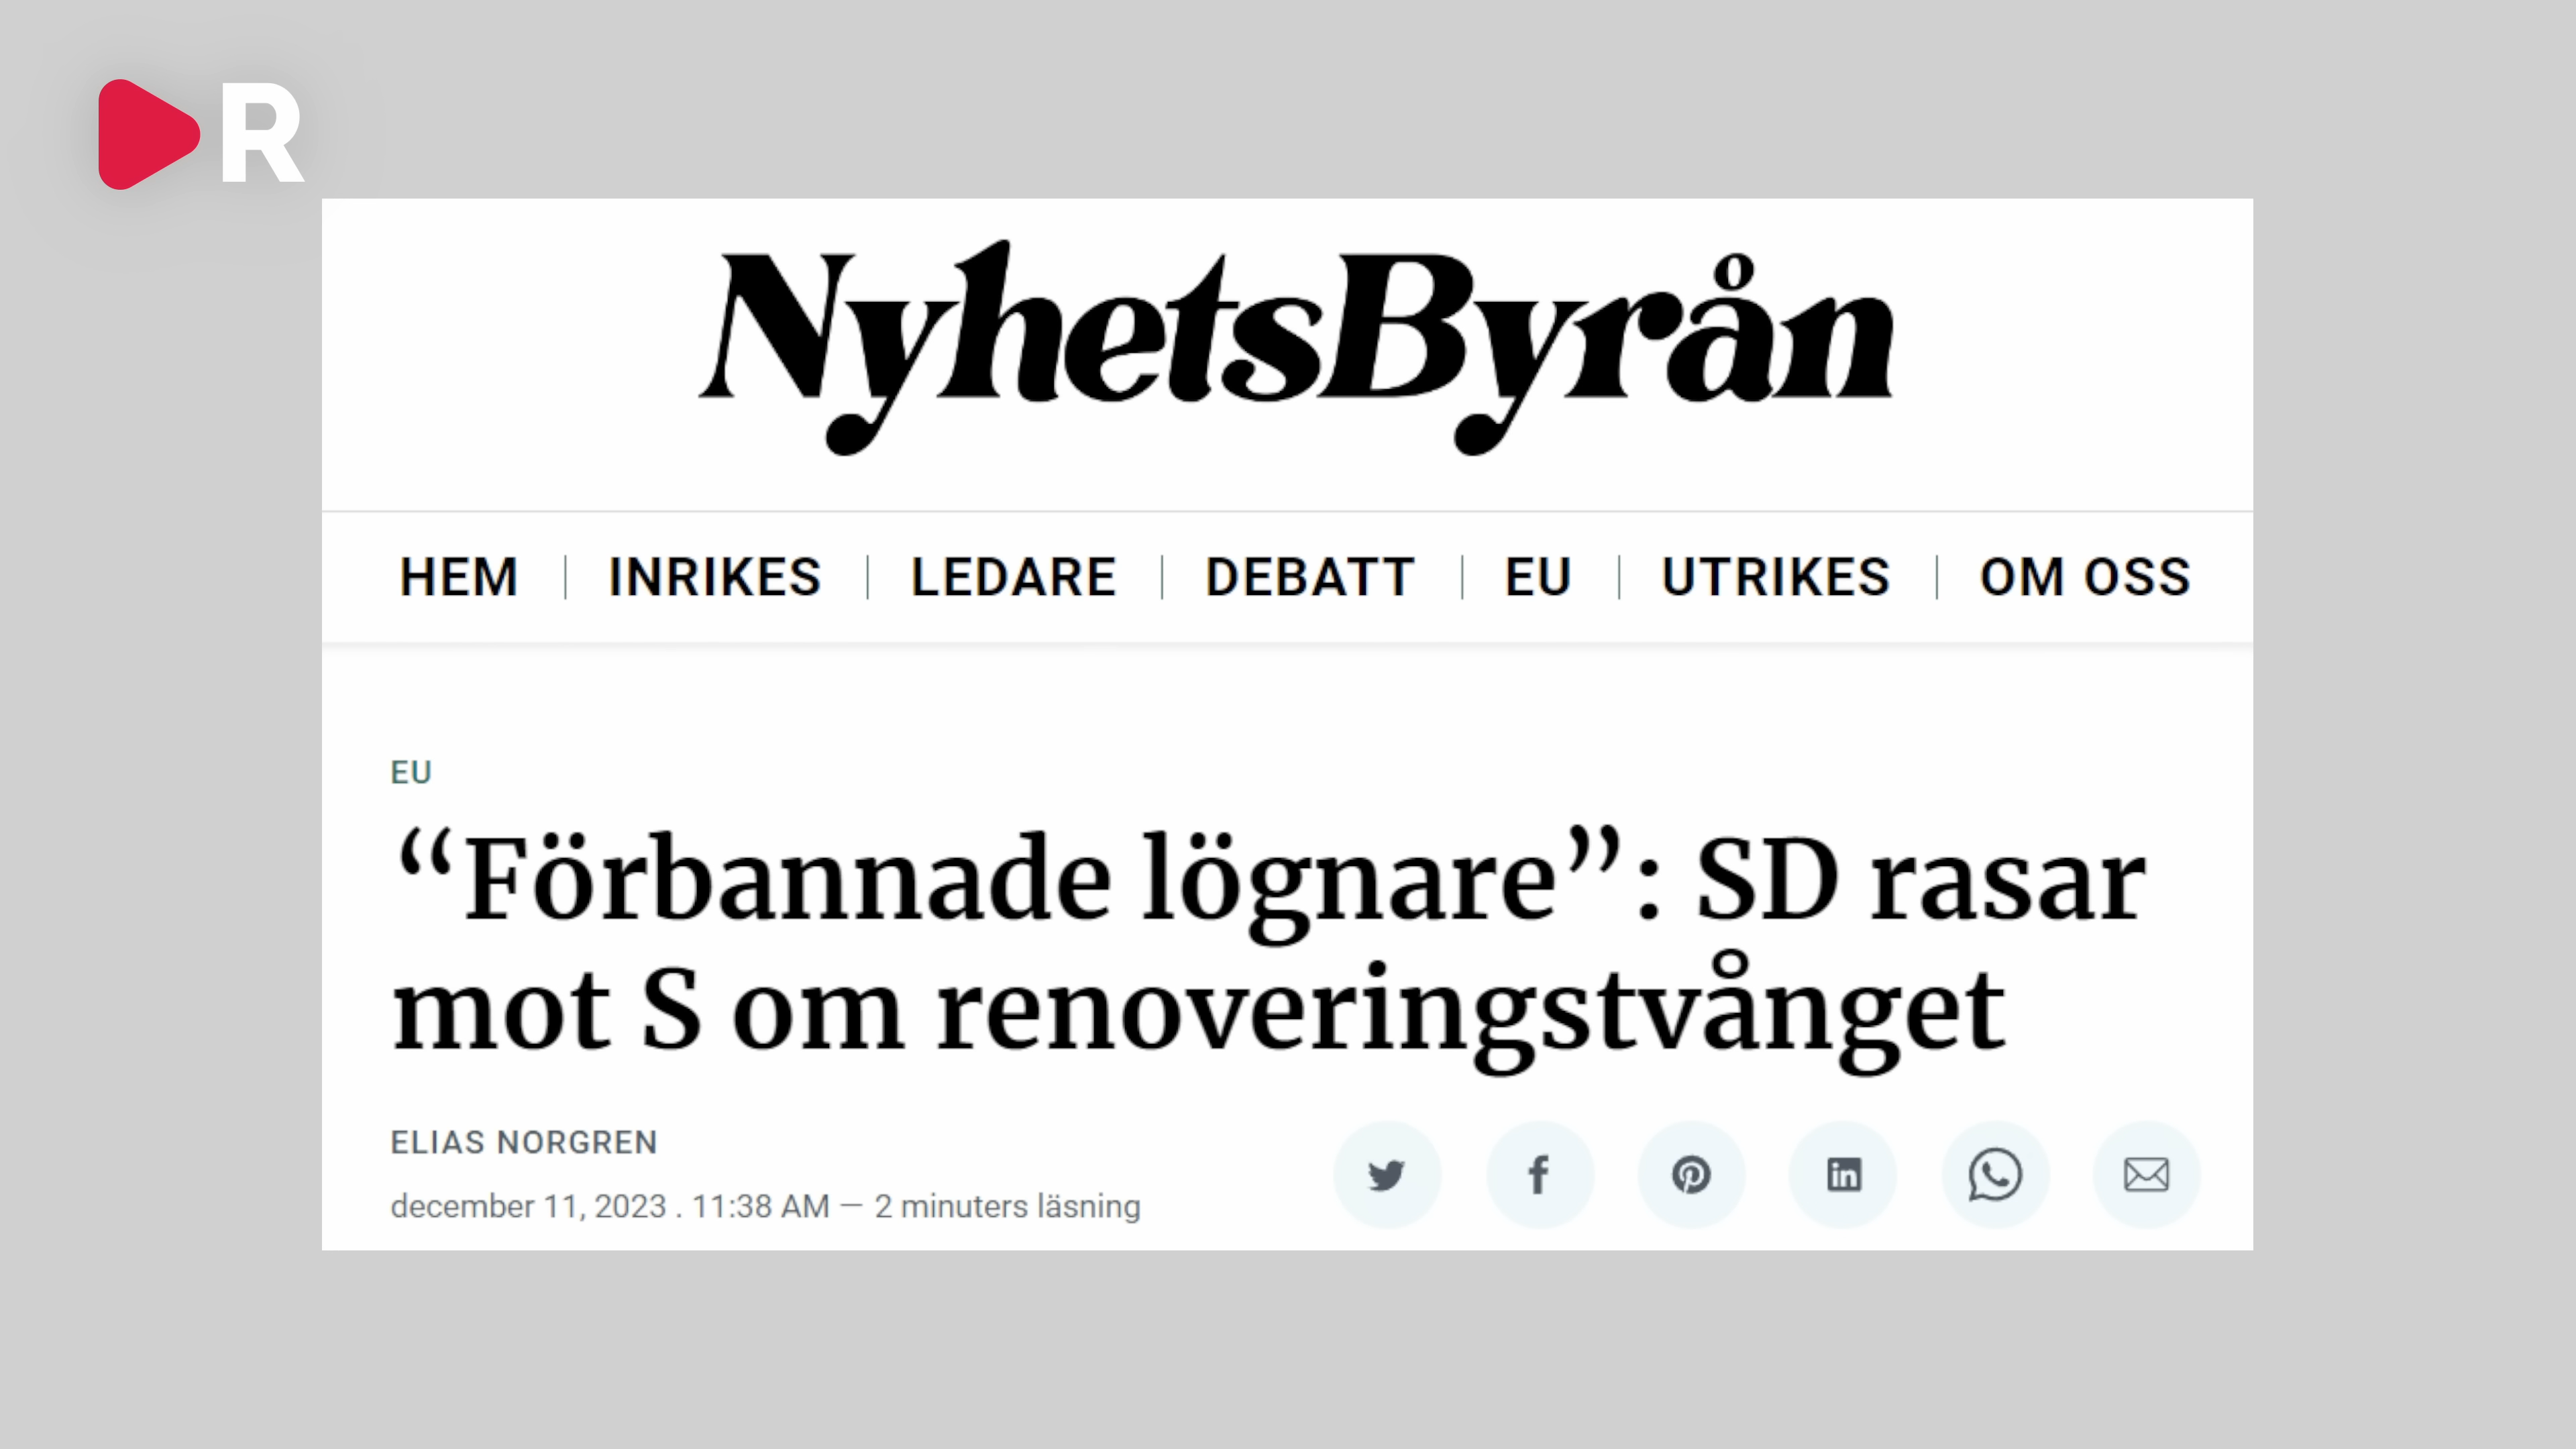 R
NyhetsByrån
HEM | INRIKES | LEDARE | DEBATT | EU | UTRIKES | OM OSS
EU
“Förbannade lögnare”: SD rasar
mot S om renoveringstvånget
ELIAS NORGREN
december 11, 2023 . 11:38 AM — 2 minuters läsning